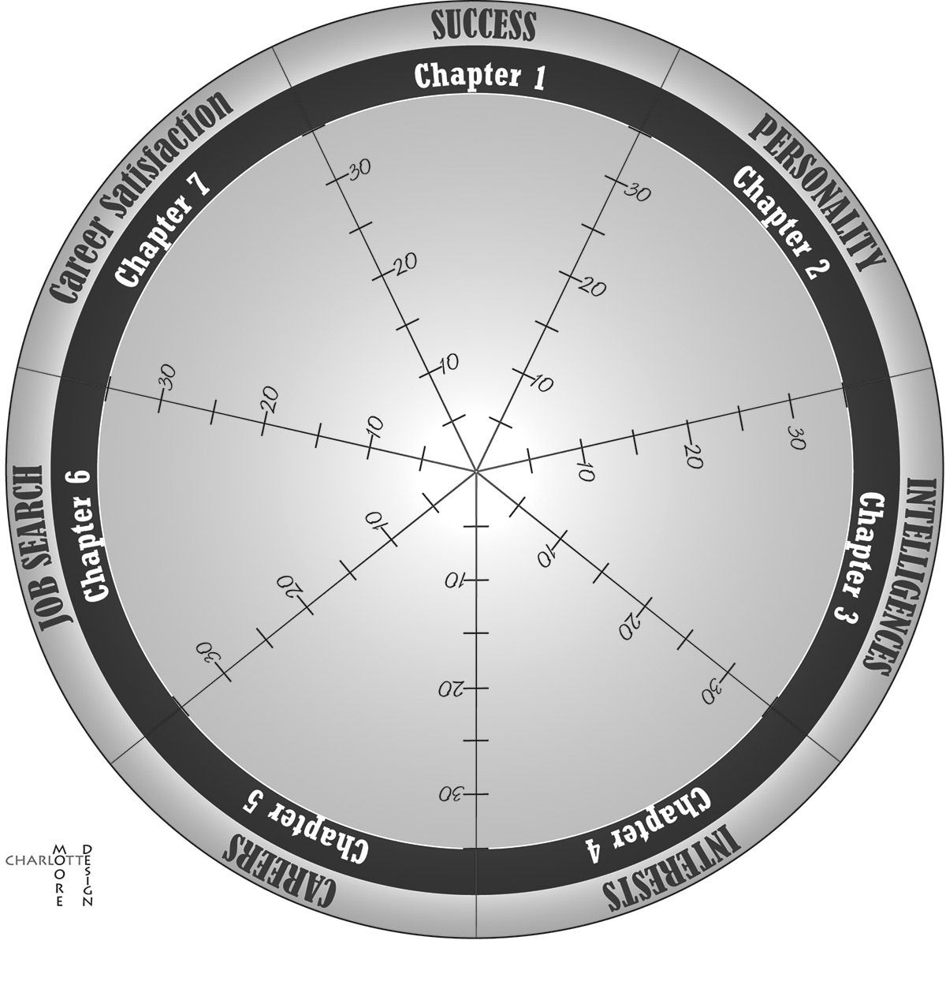 SUCCESS
Chapter 1
PERSONALITY
Chapter 2
INTELLIGENCES
Chapter 3
INTERESTS
Chapter 4
CAREERS
Chapter 5
JOB SEARCH
Chapter 6
Career Satisfaction
Chapter 7
30
20
10
30
20
10
10
20
30
10
20
30
10
20
30
10
20
30
10
20
30
CHARLOTTE
MOORE
DESIGN